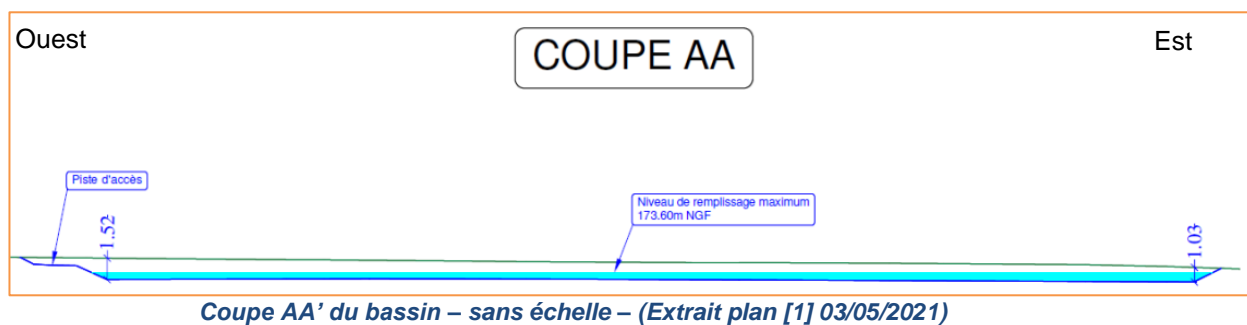 Ouest
COUPE AA
Est
Piste d'accès
1.52
Niveau de remplissage maximum
173.60m NGF
1.03
Coupe AA' du bassin – sans échelle – (Extrait plan [1] 03/05/2021)